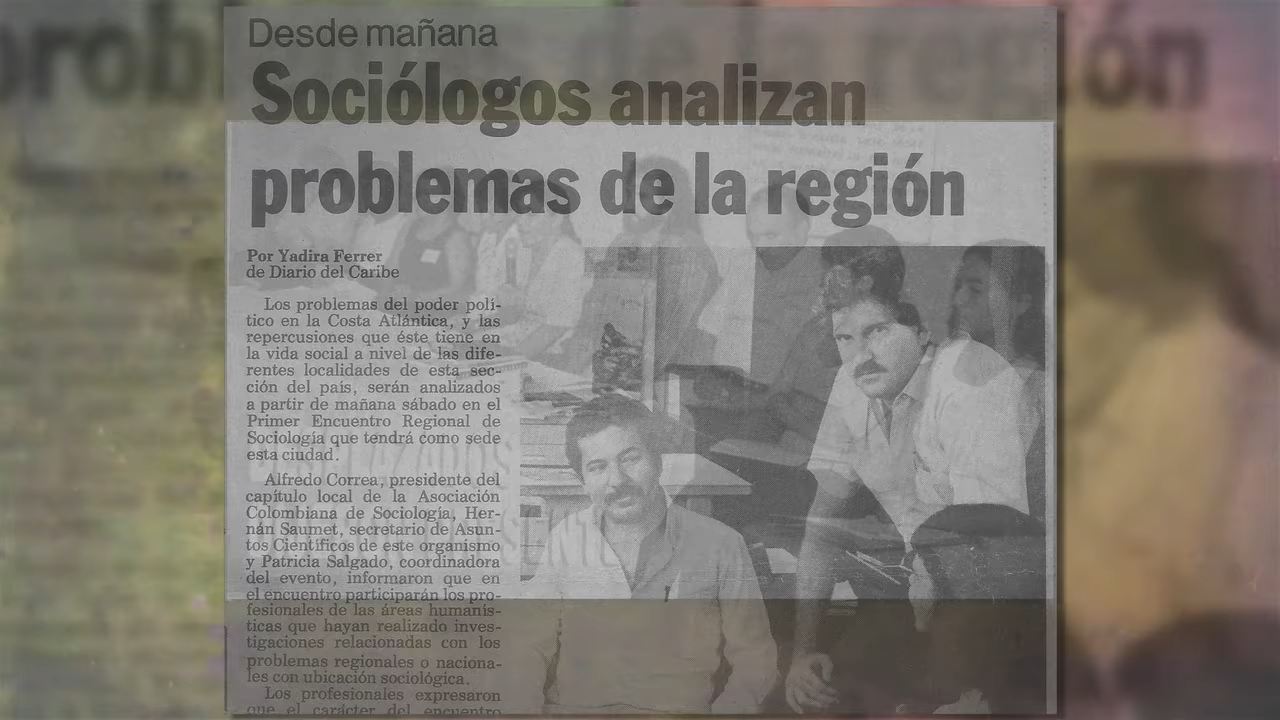 Desde mañana
Sociólogos analizan
problemas de la región
Por Yadira Ferrer
de Diario del Caribe
Los problemas del poder polí-
tico en la Costa Atlántica, y las
repercusiones que éste tiene en
la vida social a nivel de las dife-
rentes localidades de esta sec-
ción del país, serán analizados
a partir de mañana sábado en el
Primer Encuentro Regional de
Sociología que tendrá como sede
esta ciudad.
Alfredo Correa, presidente del
capítulo local de la Asociación
Colombiana de Sociología, Her-
nán Saumet, secretario de Asun-
tos Científicos de este organismo
y Patricia Salgado, coordinadora
del evento, informaron que en
el encuentro participarán los pro-
fesionales de las áreas humanís-
ticas que hayan realizado inves-
tigaciones relacionadas con los
problemas regionales o naciona-
les con ubicación sociológica.
Los profesionales expresaron
que el carácter del encuentro